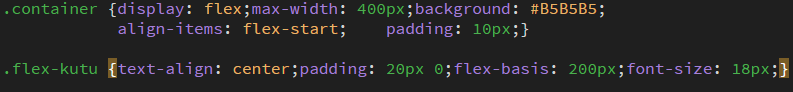 .container {display: flex;max-width: 400px;background: #B5B5B5;
align-items: flex-start;    padding: 10px;}
.flex-kutu {text-align: center;padding: 20px 0;flex-basis: 200px;font-size: 18px;}